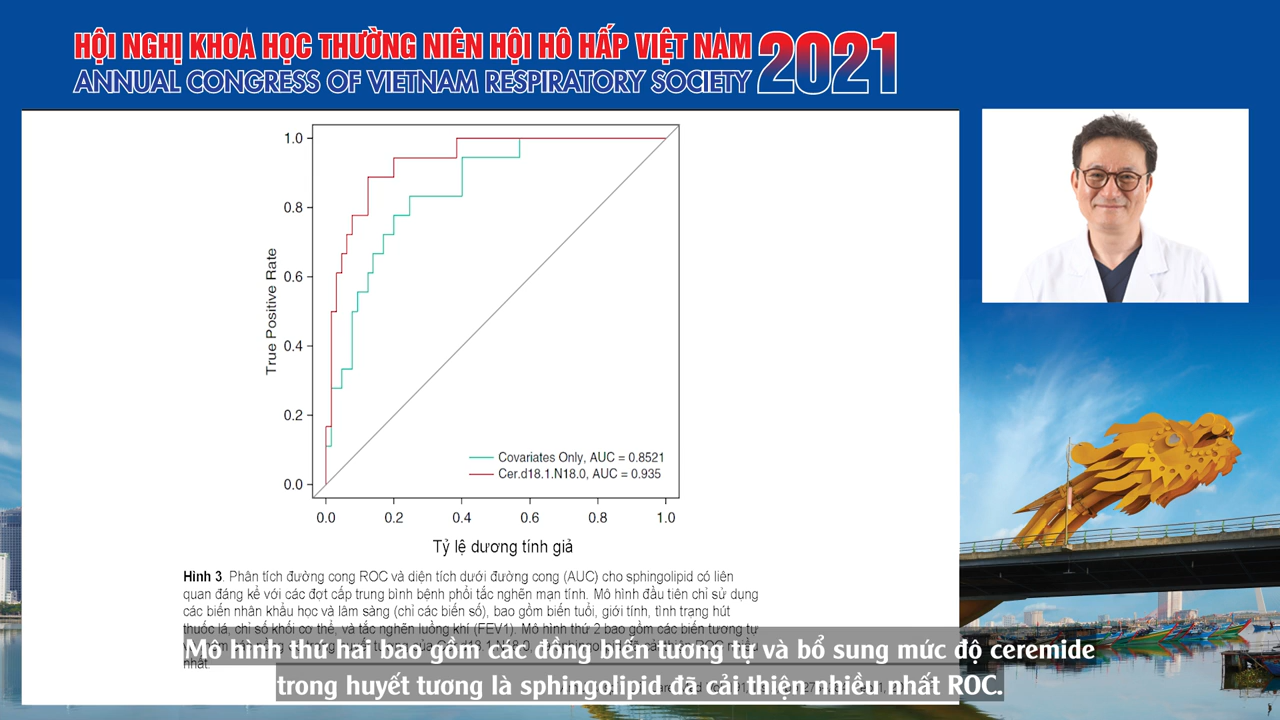 HỘI NGHỊ KHOA HỌC THƯỜNG NIÊN HỘI HÔ HẤP VIỆT NAM 2021
ANNUAL CONGRESS OF VIETNAM RESPIRATORY SOCIETY
True Positive Rate
1.0
0.8
0.6
0.4
0.2
0.0
Covariates Only, AUC = 0.8521
Cer.d18.1.N18.0, AUC = 0.935
0.0 0.2 0.4 0.6 0.8 1.0
Tỷ lệ dương tính giả
Hình 3. Phân tích đường cong ROC và diện tích dưới đường cong (AUC) cho sphingolipid có liên
quan đáng kể với các đợt cấp trung bình bệnh phổi tắc nghẽn mạn tính. Mô hình đầu tiên chỉ sử dụng
các biến nhân khẩu học và lâm sàng (chỉ các biến số), bao gồm biến tuổi, giới tính, tình trạng hút
thuốc lá, chỉ số khối cơ thể, và tắc nghẽn luồng khí (FEV1). Mô hình thứ 2 bao gồm các biến tương tự
nhất.
Mô hình thứ hai bao gồm các đồng biến tương tự và bổ sung mức độ ceremide
trong huyết tương là sphingolipid đã cải thiện nhiều nhất ROC.